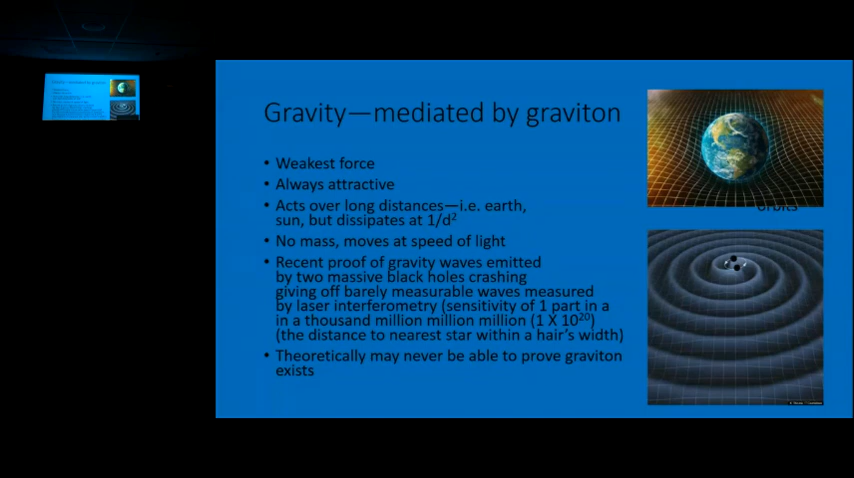 Gravity—mediated by graviton
• Weakest force
• Always attractive
• Acts over long distances—i.e. earth,
sun, but dissipates at 1/d²
• No mass, moves at speed of light
• Recent proof of gravity waves emitted
by two massive black holes crashing
giving off barely measurable waves measured
by laser interferometry (sensitivity of 1 part in a
in a thousand million million million (1 X 10²⁰)
(the distance to nearest star within a hair's width)
• Theoretically may never be able to prove graviton
exists
orbits